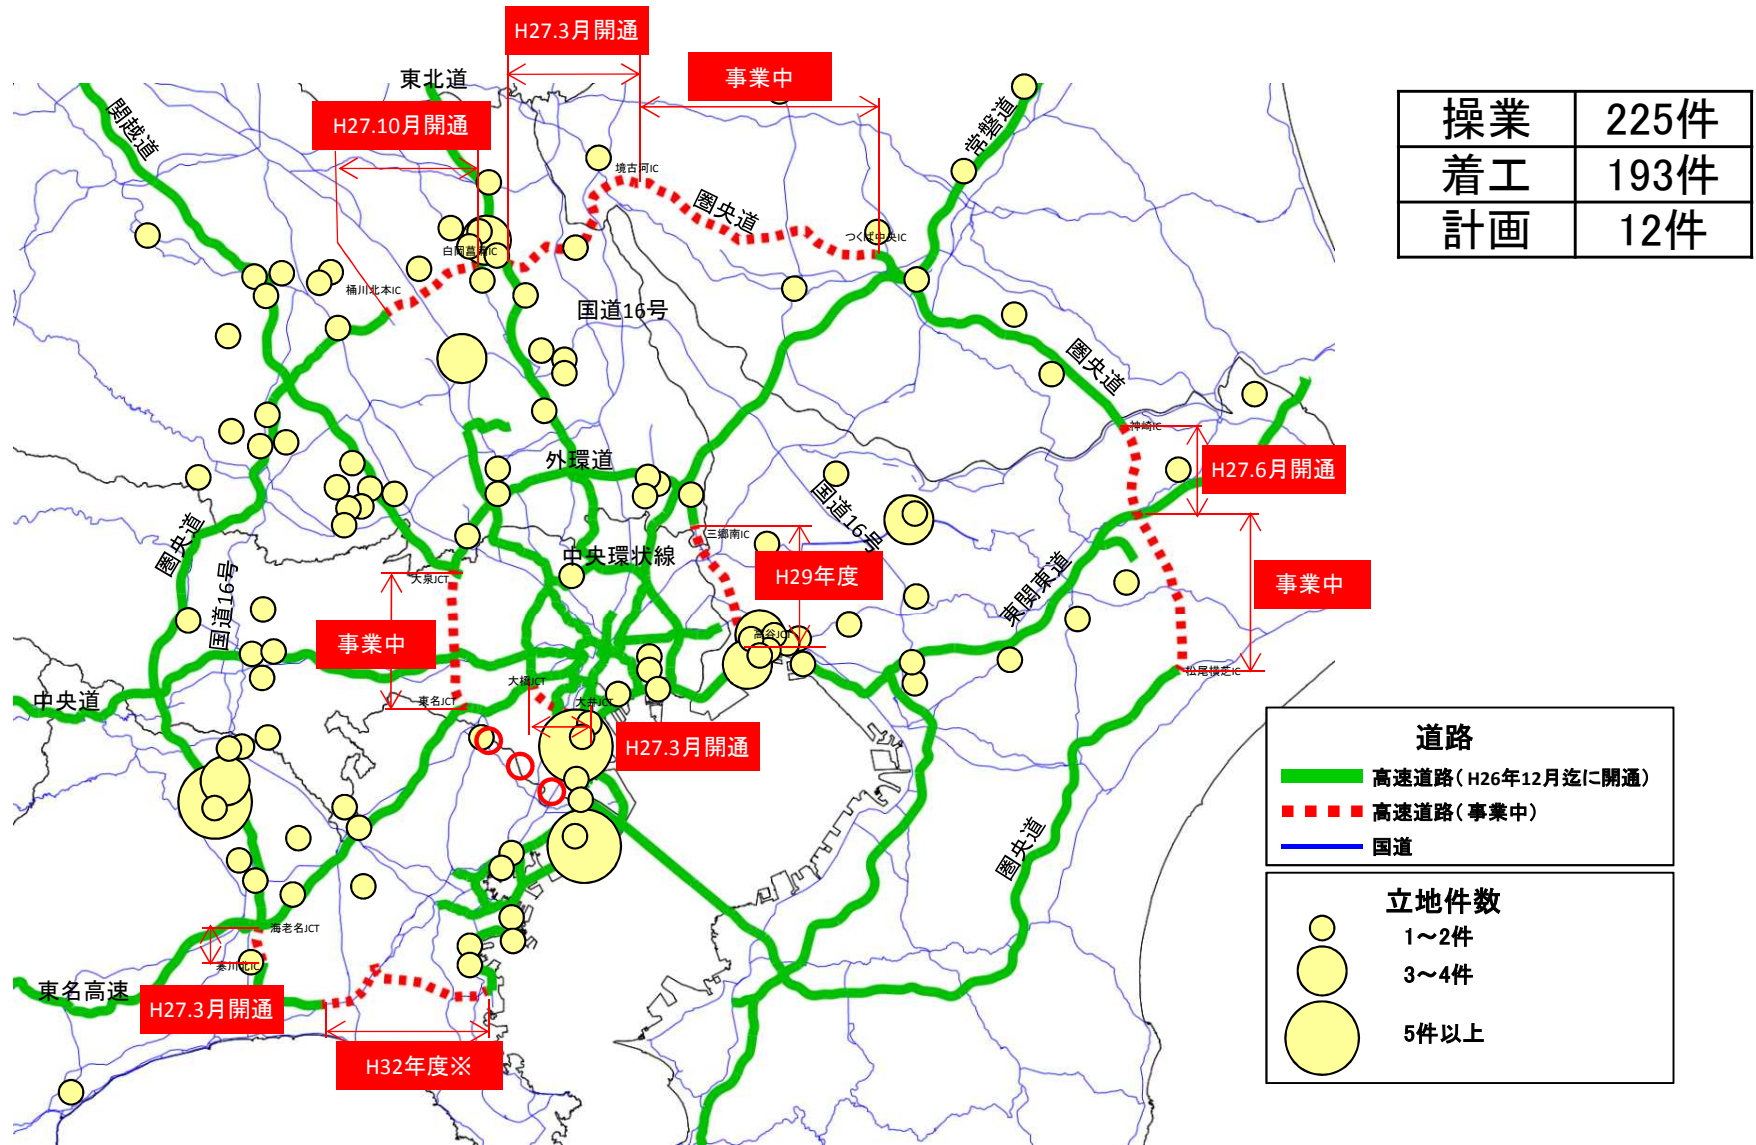 H27.3月開通
東北道
事業中
H27.10月開通
関越道
常磐道
境古河IC
圏央道
つくば中央IC
白岡菖蒲IC
桶川北本IC
国道16号
圏央道
神崎IC
H27.6月開通
外環道
国道16号
三郷南IC
圏央道
国道16号
中央環状線
大泉JCT
H29年度
東関東道
事業中
高谷JCT
事業中
松尾横芝IC
大橋JCT
東名JCT
大井JCT
中央道
H27.3月開通
圏央道
海老名JCT
寒川北IC
東名高速
H27.3月開通
H32年度※
操業 225件
着工 193件
計画 12件
道路
高速道路(H26年12月迄に開通)
高速道路(事業中)
国道
立地件数
1～2件
3～4件
5件以上